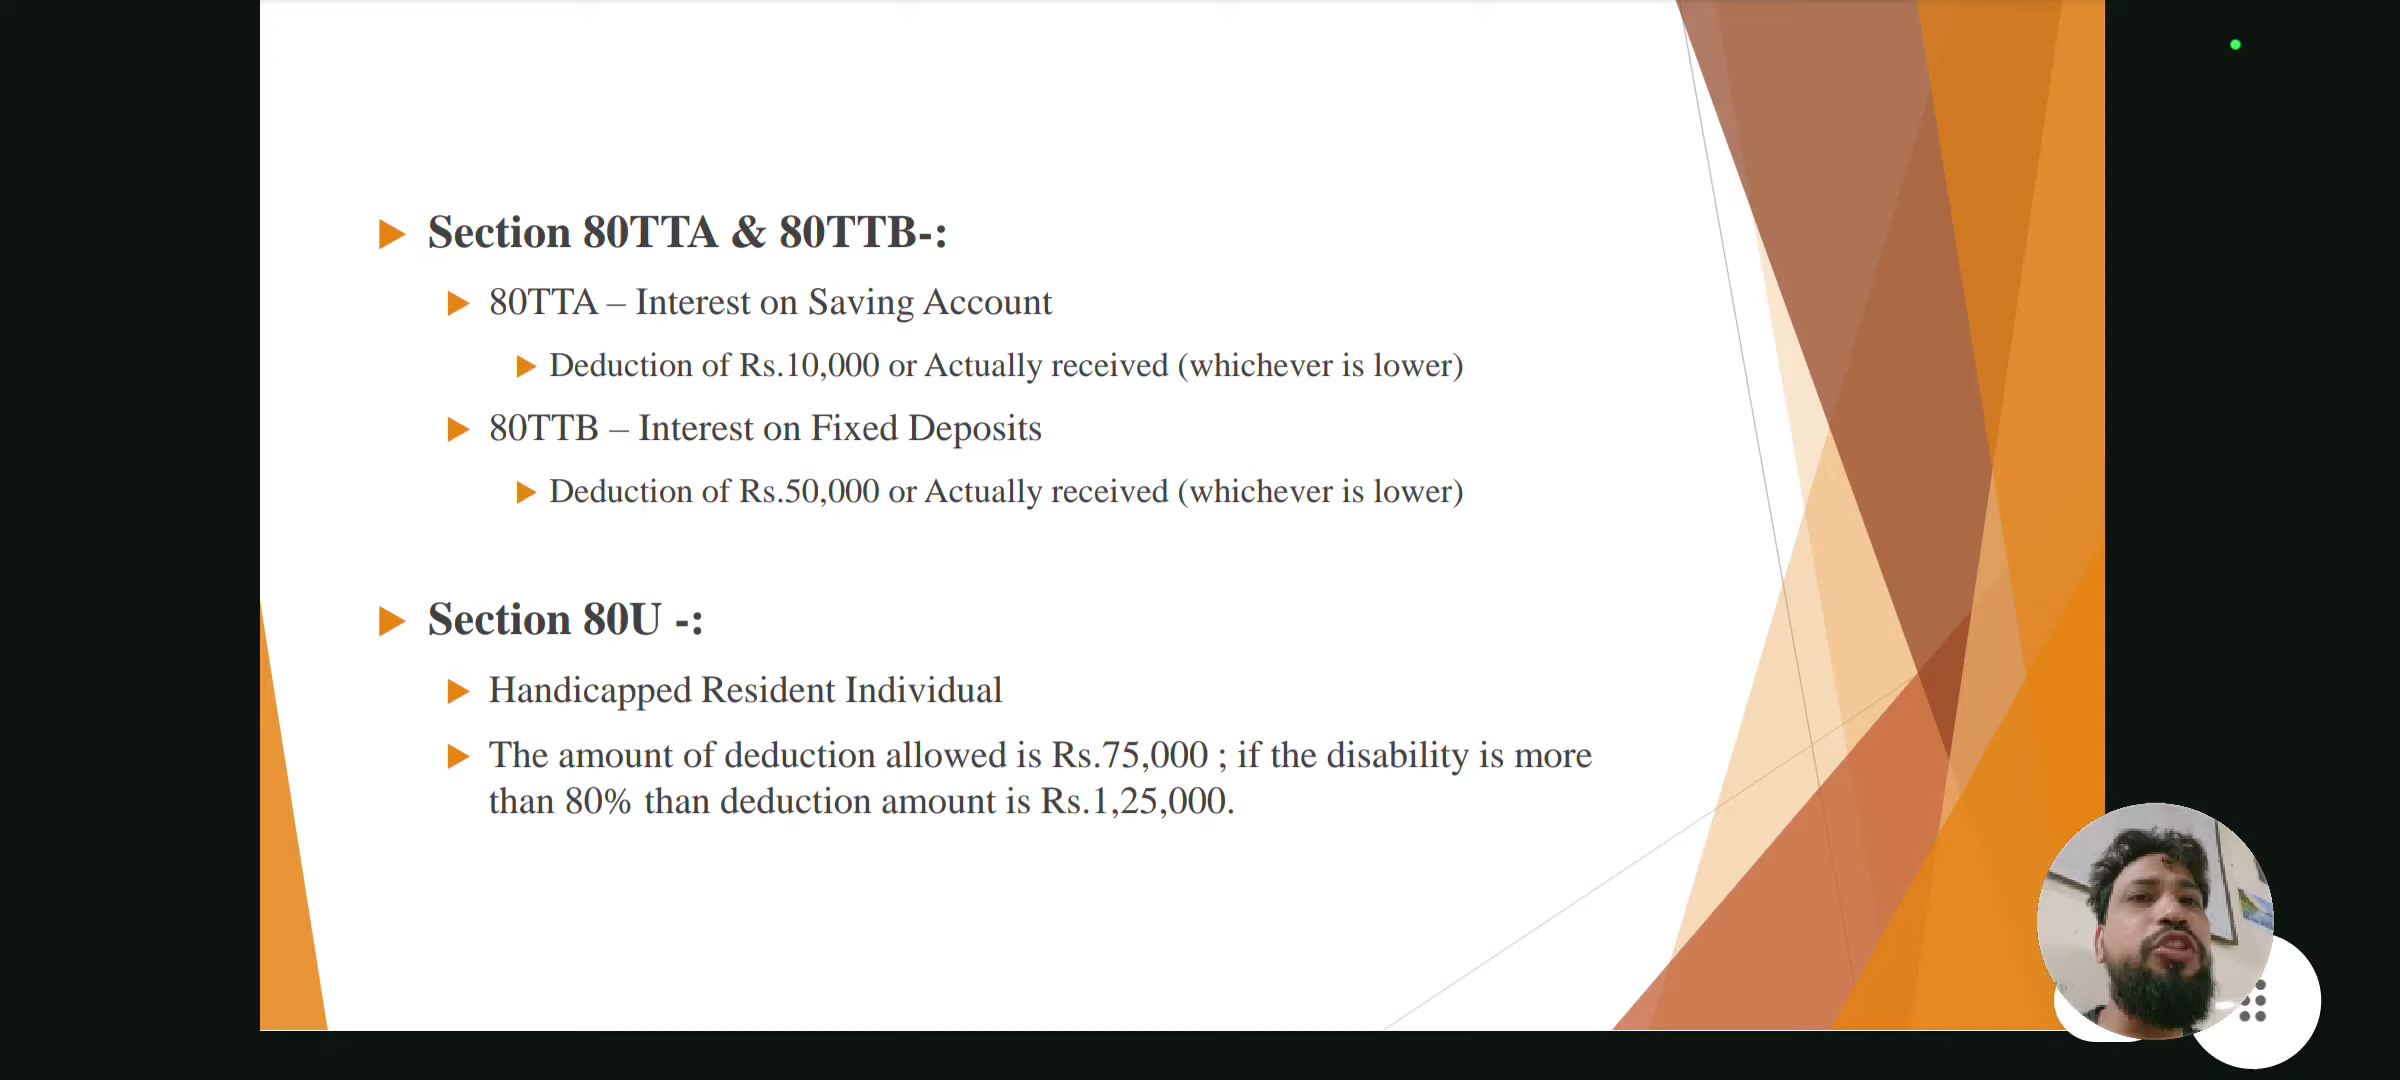 Section 80TTA & 80TTB-:
80TTA – Interest on Saving Account
Deduction of Rs.10,000 or Actually received (whichever is lower)
80TTB – Interest on Fixed Deposits
Deduction of Rs.50,000 or Actually received (whichever is lower)
Section 80U -:
Handicapped Resident Individual
The amount of deduction allowed is Rs.75,000 ; if the disability is more
than 80% than deduction amount is Rs.1,25,000.